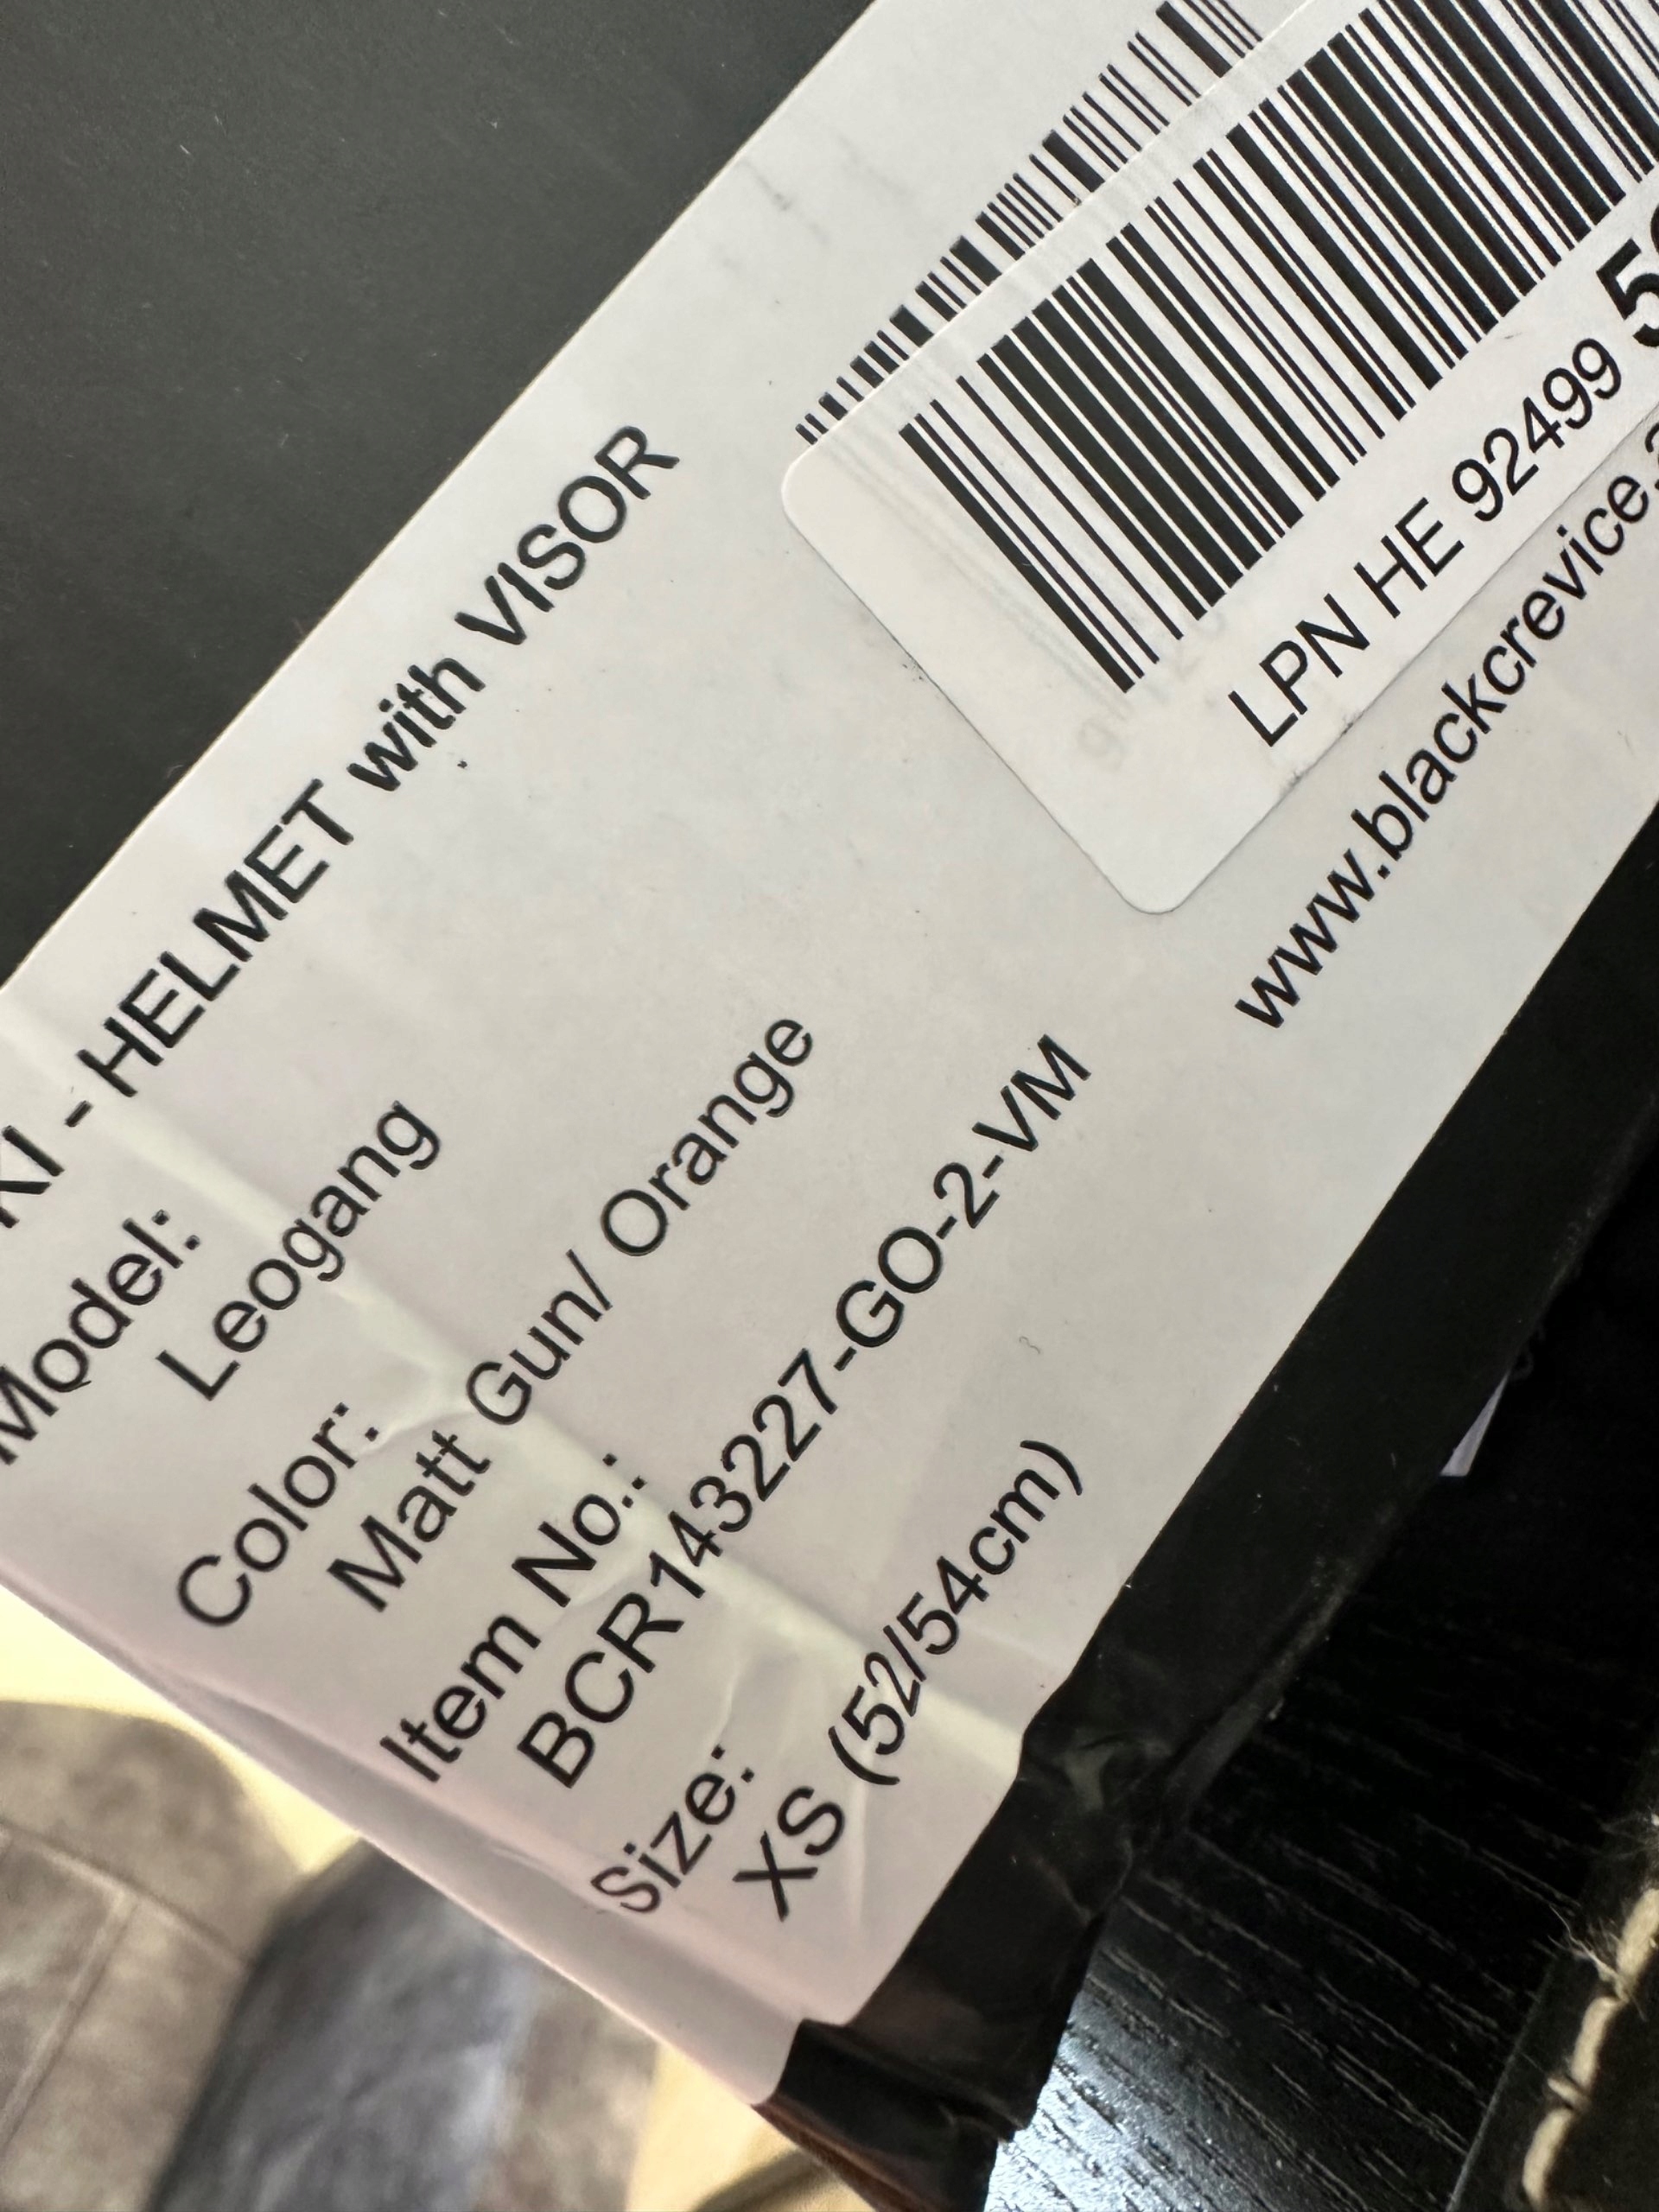 KI - HELMET with VISOR
Model:
Leogang
Color:
Matt Gun/ Orange
Item No.:
BCR143227-GO-2-VM
Size:
XS (52/54cm)
LPN HE 92499
www.blackcrevice.